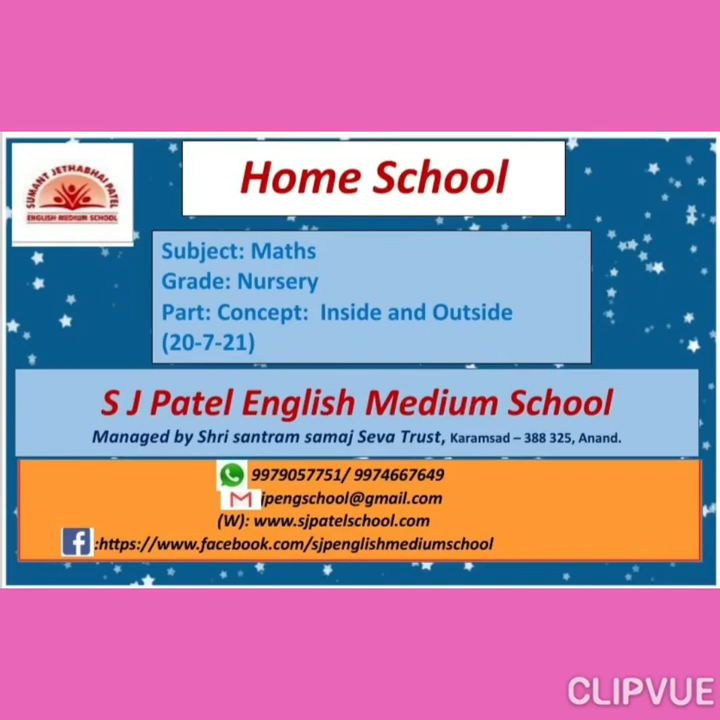 SUMANT JETHABHAI PATEL
ENGLISH MEDIUM SCHOOL
Home School
Subject: Maths
Grade: Nursery
Part: Concept: Inside and Outside
(20-7-21)
S J Patel English Medium School
Managed by Shri santram samaj Seva Trust, Karamsad – 388 325, Anand.
9979057751/ 9974667649
jpengschool@gmail.com
(W): www.sjpatelschool.com
:https://www.facebook.com/sjpenglishmediumschool
CLIPVUE